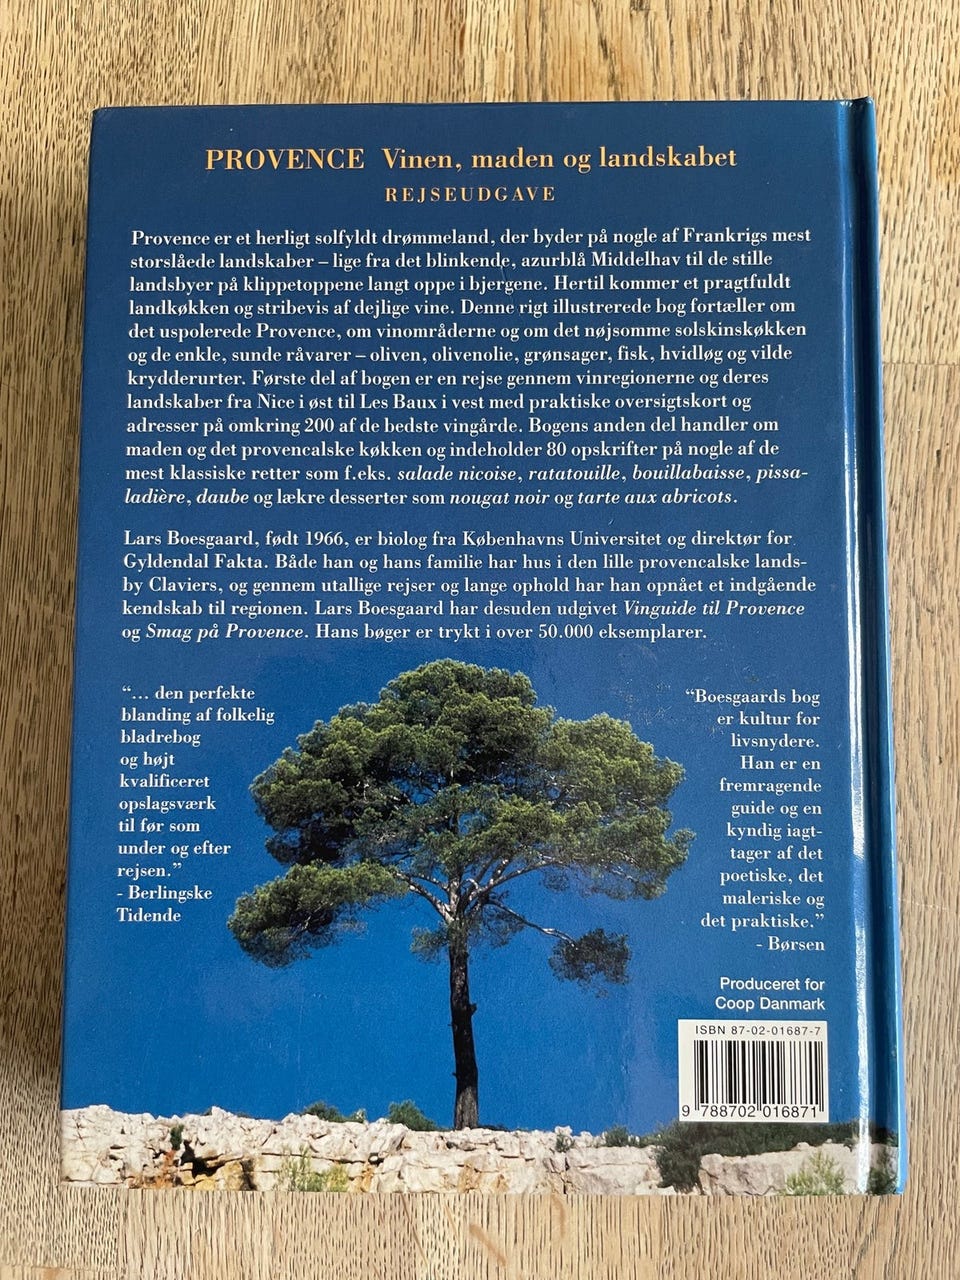 PROVENCE Vinen, maden og landskabet
REJSEUDGAVE
Provence er et herligt solfyldt drømmeland, der byder på nogle af Frankrigs mest
storslåede landskaber – lige fra det blinkende, azurblå Middelhav til de stille
landsbyer på klippetoppene langt oppe i bjergene. Hertil kommer et pragtfuldt
landkøkken og stribevis af dejlige vine. Denne rigt illustrerede bog fortæller om
det uspolerede Provence, om vinområderne og om det nøjsomme solskinskøkken
og de enkle, sunde råvarer – oliven, olivenolie, grønsager, fisk, hvidløg og vilde
krydderurter. Første del af bogen er en rejse gennem vinregionerne og deres
landskaber fra Nice i øst til Les Baux i vest med praktiske oversigtskort og
adresser på omkring 200 af de bedste vingårde. Bogens anden del handler om
maden og det provencalske køkken og indeholder 80 opskrifter på nogle af de
mest klassiske retter som f.eks. salade nicoise, ratatouille, bouillabaisse, pissa-
ladière, daube og lækre desserter som nougat noir og tarte aux abricots.
Lars Boesgaard, født 1966, er biolog fra Københavns Universitet og direktør for
Gyldendal Fakta. Både han og hans familie har hus i den lille provencalske lands-
by Claviers, og gennem utallige rejser og lange ophold har han opnået et indgående
kendskab til regionen. Lars Boesgaard har desuden udgivet Vinguide til Provence
og Smag på Provence. Hans bøger er trykt i over 50.000 eksemplarer.
“... den perfekte
blanding af folkelig
bladrebog
og højt
kvalificeret
opslagsværk
til før som
under og efter
rejsen.”
- Berlingske
Tidende
“Boesgaards bog
er kultur for
livsnydere.
Han er en
fremragende
guide og en
kyndig iagt-
tager af det
poetiske, det
maleriske og
det praktiske.”
- Børsen
Produceret for
Coop Danmark
ISBN 87-02-01687-7
9 788702 016871